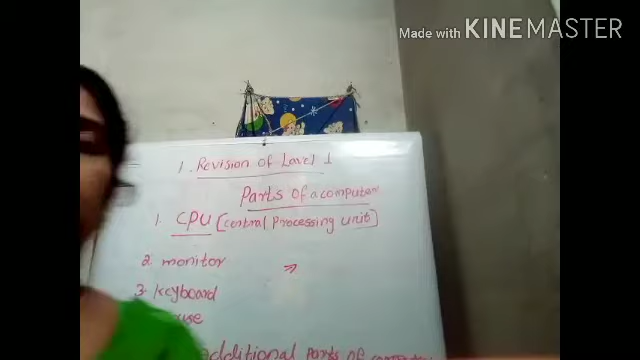 Made with KINEMASTER
1. Revision of Level 1
Parts of a computer
1. CPU [central Processing unit]
2. monitor
3. keyboard
additional parts of computer